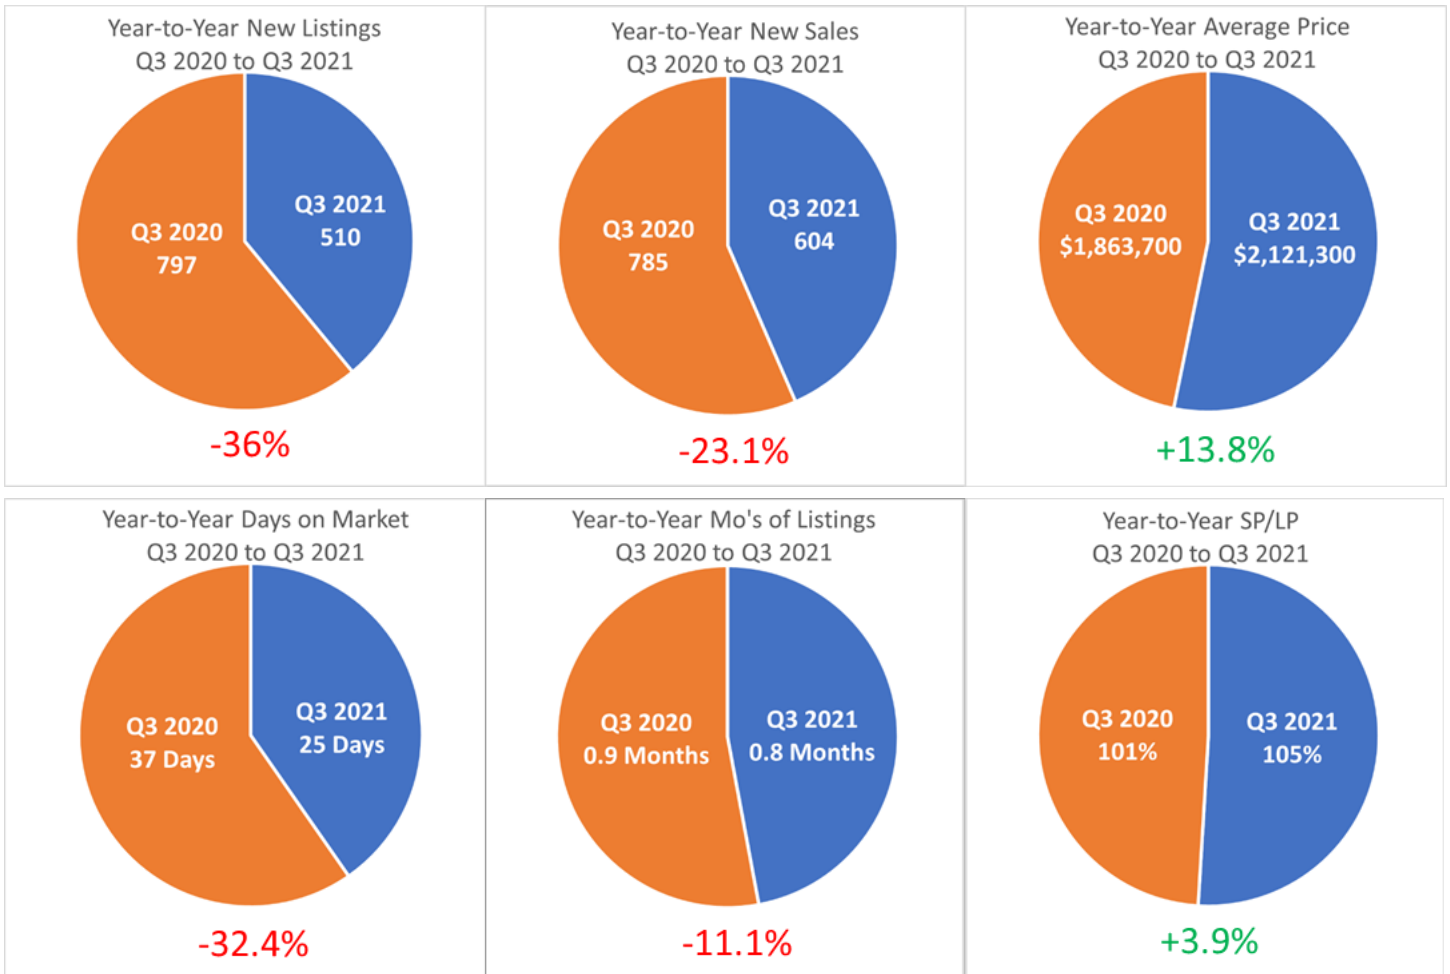 Year-to-Year New Listings
Q3 2020 to Q3 2021
Q3 2020
797
Q3 2021
510
-36%
Year-to-Year New Sales
Q3 2020 to Q3 2021
Q3 2020
785
Q3 2021
604
-23.1%
Year-to-Year Average Price
Q3 2020 to Q3 2021
Q3 2020
$1,863,700
Q3 2021
$2,121,300
+13.8%
Year-to-Year Days on Market
Q3 2020 to Q3 2021
Q3 2020
37 Days
Q3 2021
25 Days
-32.4%
Year-to-Year Mo's of Listings
Q3 2020 to Q3 2021
Q3 2020
0.9 Months
Q3 2021
0.8 Months
-11.1%
Year-to-Year SP/LP
Q3 2020 to Q3 2021
Q3 2020
101%
Q3 2021
105%
+3.9%